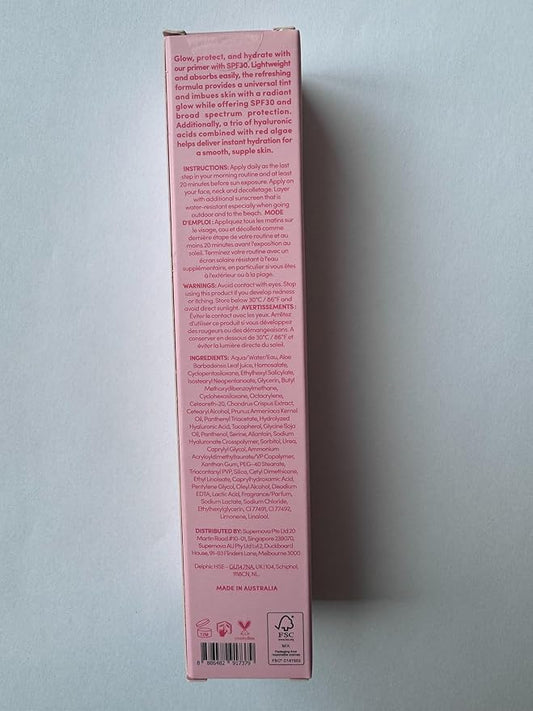 Glow, protect, and hydrate with
our primer with SPF30. Lightweight
and absorbs easily, the refreshing
formula provides a universal tint
and imbues skin with a radiant
glow while offering SPF30 and
broad spectrum protection.
Additionally, a trio of hyaluronic
acids combined with red algae
helps deliver instant hydration for
a smooth, supple skin.
INSTRUCTIONS: Apply daily as the last
step in your morning routine and at least
20 minutes before sun exposure. Apply on
your face, neck and decolletage. Layer
with additional sunscreen that is
water-resistant especially when going
outdoor and to the beach. MODE
D'EMPLOI : Appliquez tous les matins sur
le visage, cou et décolleté comme
dernière étape de votre routine et au
moins 20 minutes avant l'exposition au
soleil. Terminez votre routine avec un
écran solaire résistant à l'eau
supplémentaire, en particulier si vous êtes
à l'extérieur ou à la plage.
WARNINGS: Avoid contact with eyes. Stop
using this product if you develop redness
or itching. Store below 30°C / 86°F and
avoid direct sunlight. AVERTISSEMENTS :
Éviter le contact avec les yeux. Arrêtez
d'utiliser ce produit si vous développez
des rougeurs ou des démangeaisons. A
conserver en dessous de 30°C / 86°F et
éviter la lumière directe du soleil.
INGREDIENTS: Aqua/Water/Eau, Aloe
Barbadensis Leaf Juice, Homosalate,
Cyclopentasiloxane, Ethylhexyl Salicylate,
Isostearyl Neopentanoate, Glycerin, Butyl
Methoxydibenzoylmethane,
Cyclohexasiloxane, Octocrylene,
Ceteareth-20, Chondrus Crispus Extract,
Cetearyl Alcohol, Prunus Armeniaca Kernel
Oil, Panthenyl Triacetate, Hydrolyzed
Hyaluronic Acid, Tocopherol, Glycine Soja
Oil, Panthenol, Serine, Allantoin, Sodium
Hyaluronate Crosspolymer, Sorbitol, Urea,
Caprylyl Glycol, Ammonium
Acryloyldimethyltaurate/VP Copolymer,
Xanthan Gum, PEG-40 Stearate,
Triacontanyl PVP, Silica, Cetyl Dimethicone,
Ethyl Linoleate, Caprylhydroxamic Acid,
Pentylene Glycol, Oleyl Alcohol, Disodium
EDTA, Lactic Acid, Fragrance/Parfum,
Sodium Lactate, Sodium Chloride,
Ethylhexylglycerin, CI 77491, CI 77492,
Limonene, Linalool.
DISTRIBUTED BY: Supernova Pte Ltd 20
Martin Road #10-01, Singapore 239070,
Supernova AU Pty Ltd L42, Duckboard
House, 91-93 Flinders Lane, Melbourne 3000
Delphic HSE - GU14 7NA, UK | 104, Schiphol,
1118CN, NL.
MADE IN AUSTRALIA
12M
FSC
MIX